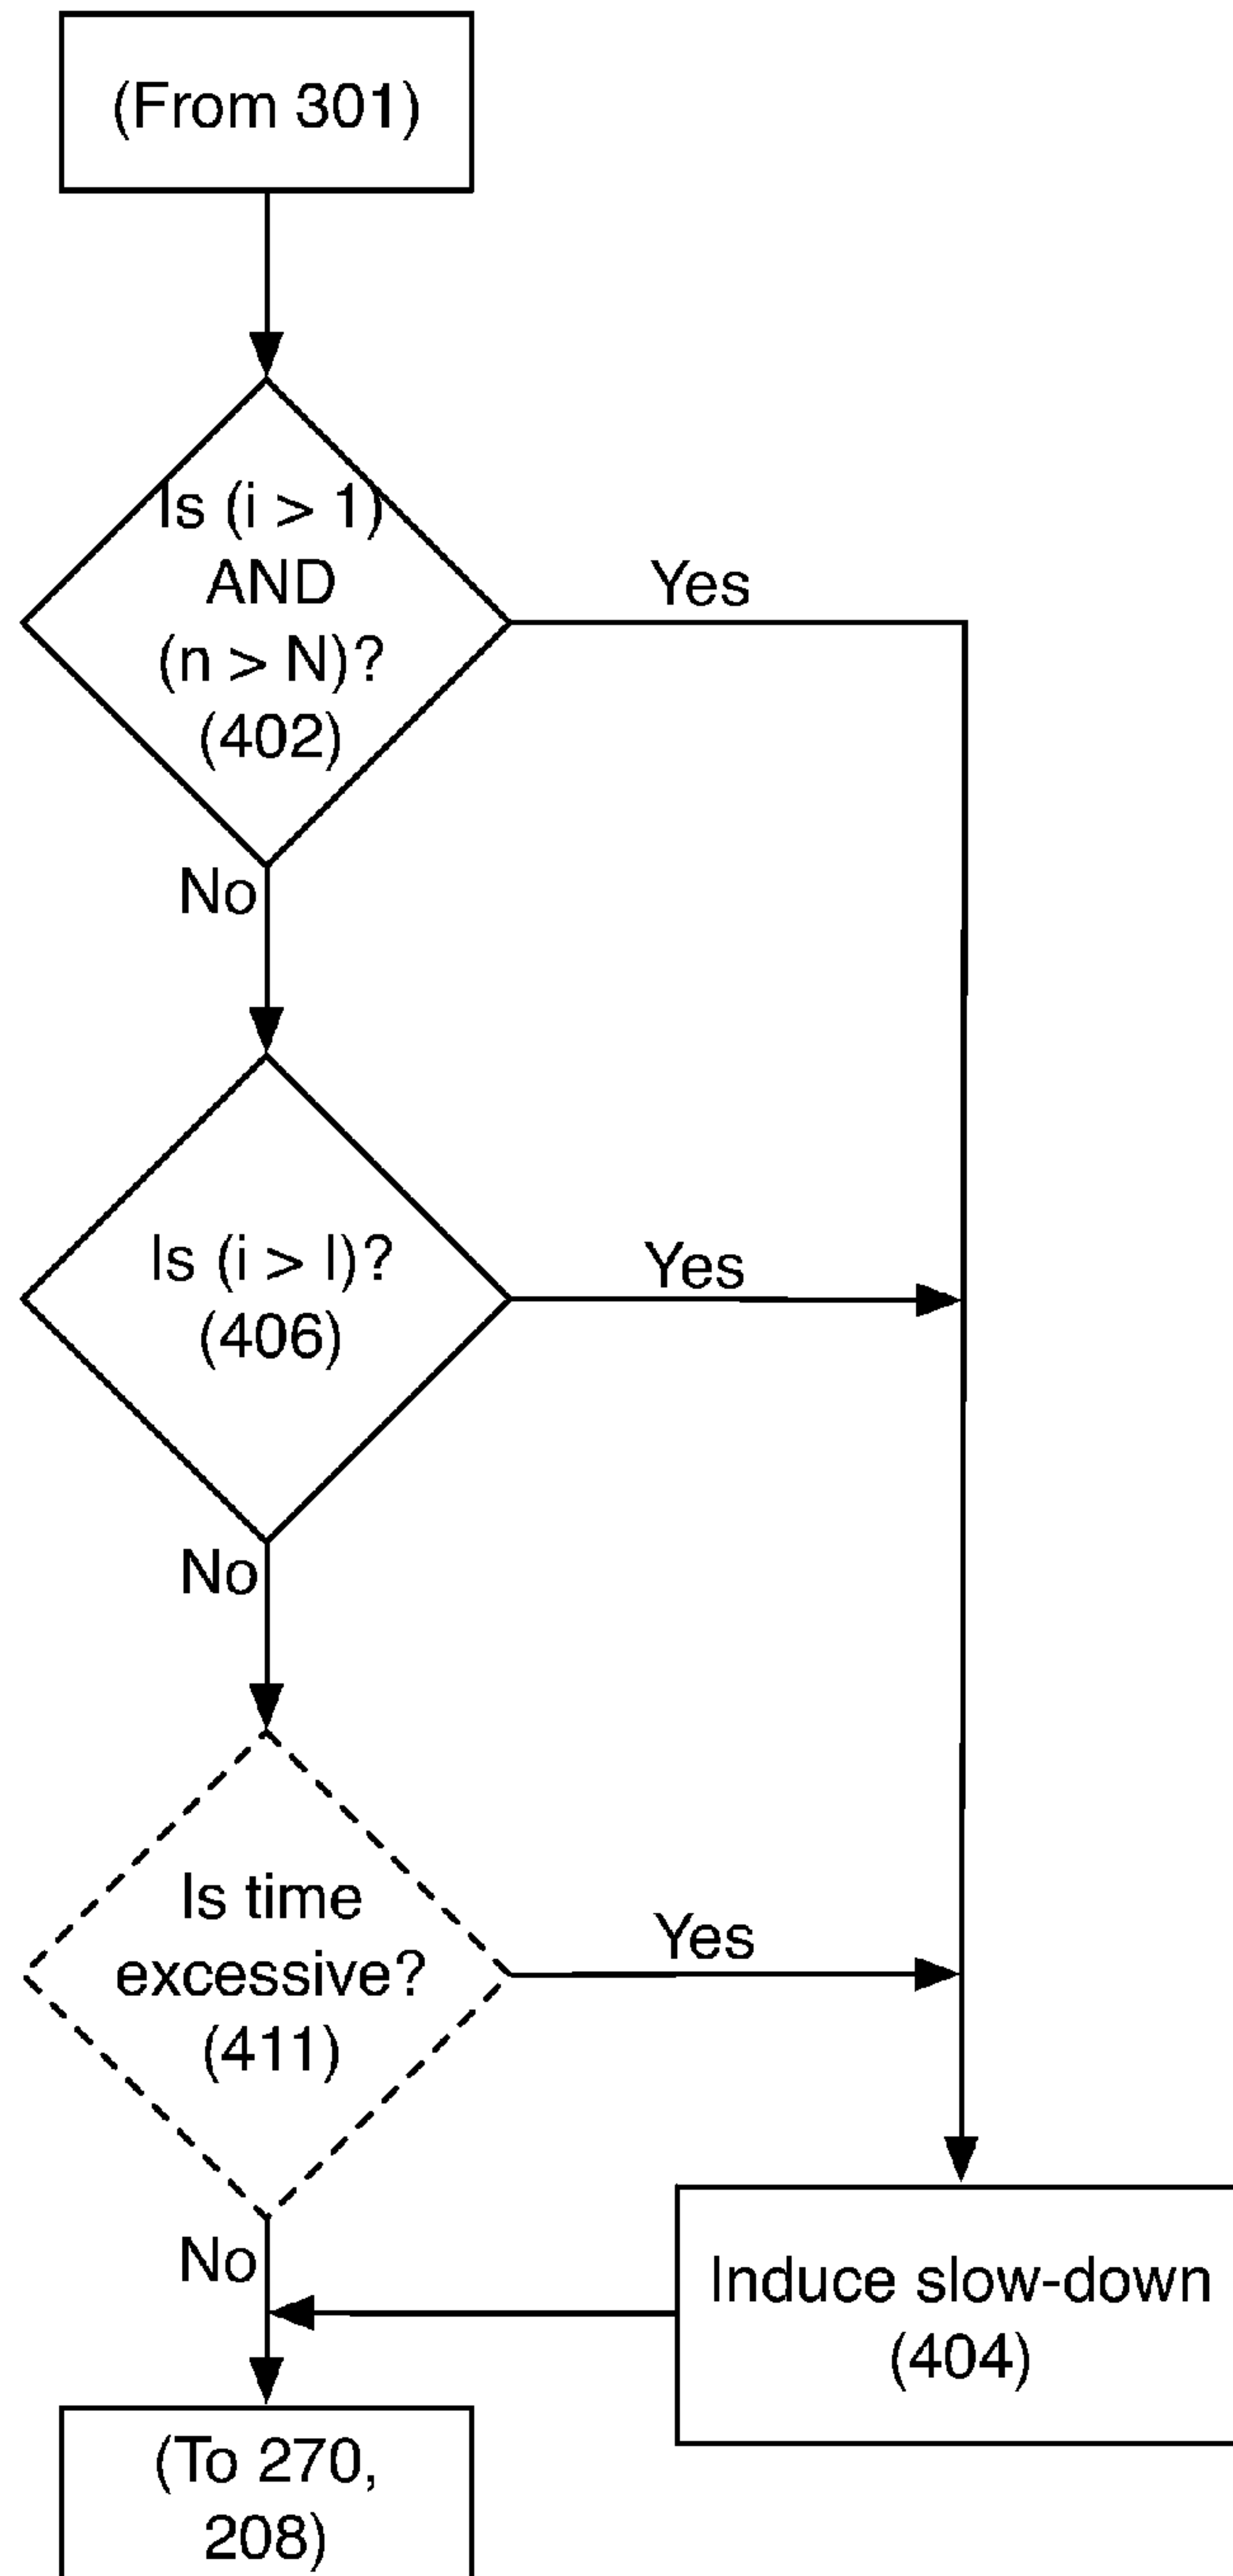 (From 301)
Is (i > 1)
AND
(n > N)?
(402)
Yes
No
Is (i > I)?
(406)
Yes
No
Is time
excessive?
(411)
Yes
No
Induce slow-down
(404)
(To 270,
208)